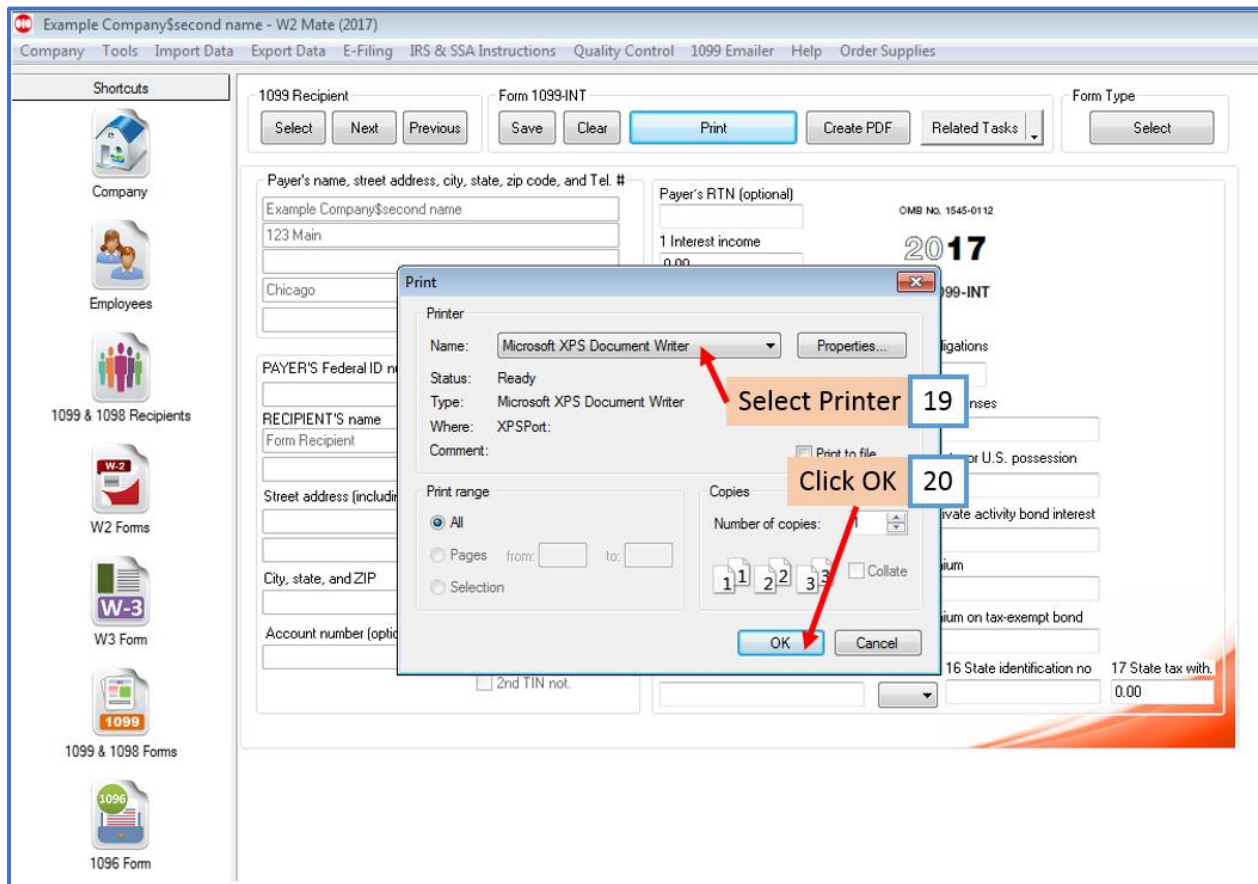 Example Company$second name - W2 Mate (2017)
Company Tools Import Data Export Data E-Filing IRS & SSA Instructions Quality Control 1099 Emailer Help Order Supplies
Shortcuts
Company
Employees
1099 & 1098 Recipients
W-2
W2 Forms
W-3
W3 Form
1099
1099 & 1098 Forms
1096
1096 Form
1099 Recipient
Select Next Previous
Form 1099-INT
Save Clear Print Create PDF Related Tasks
Form Type
Select
Payer's name, street address, city, state, zip code, and Tel. #
Example Company$second name
123 Main
Chicago
PAYER'S Federal ID
RECIPIENT'S name
Form Recipient
Street address
City, state, and ZIP
Account number
2nd TIN not.
Payer's RTN (optional)
1 Interest income
0.00
OMB No. 1545-0112
2017
099-INT
ligations
nses
or U.S. possession
ivate activity bond interest
ium
ium on tax-exempt bond
16 State identification no 17 State tax with.
0.00
Print
Printer
Name: Microsoft XPS Document Writer Properties...
Status: Ready
Type: Microsoft XPS Document Writer
Where: XPSPort:
Comment: Print to file
Select Printer 19
Click OK 20
Print range
All
Pages from: to:
Selection
Copies
Number of copies: 1
1 1 2 2 3 3 Collate
OK Cancel